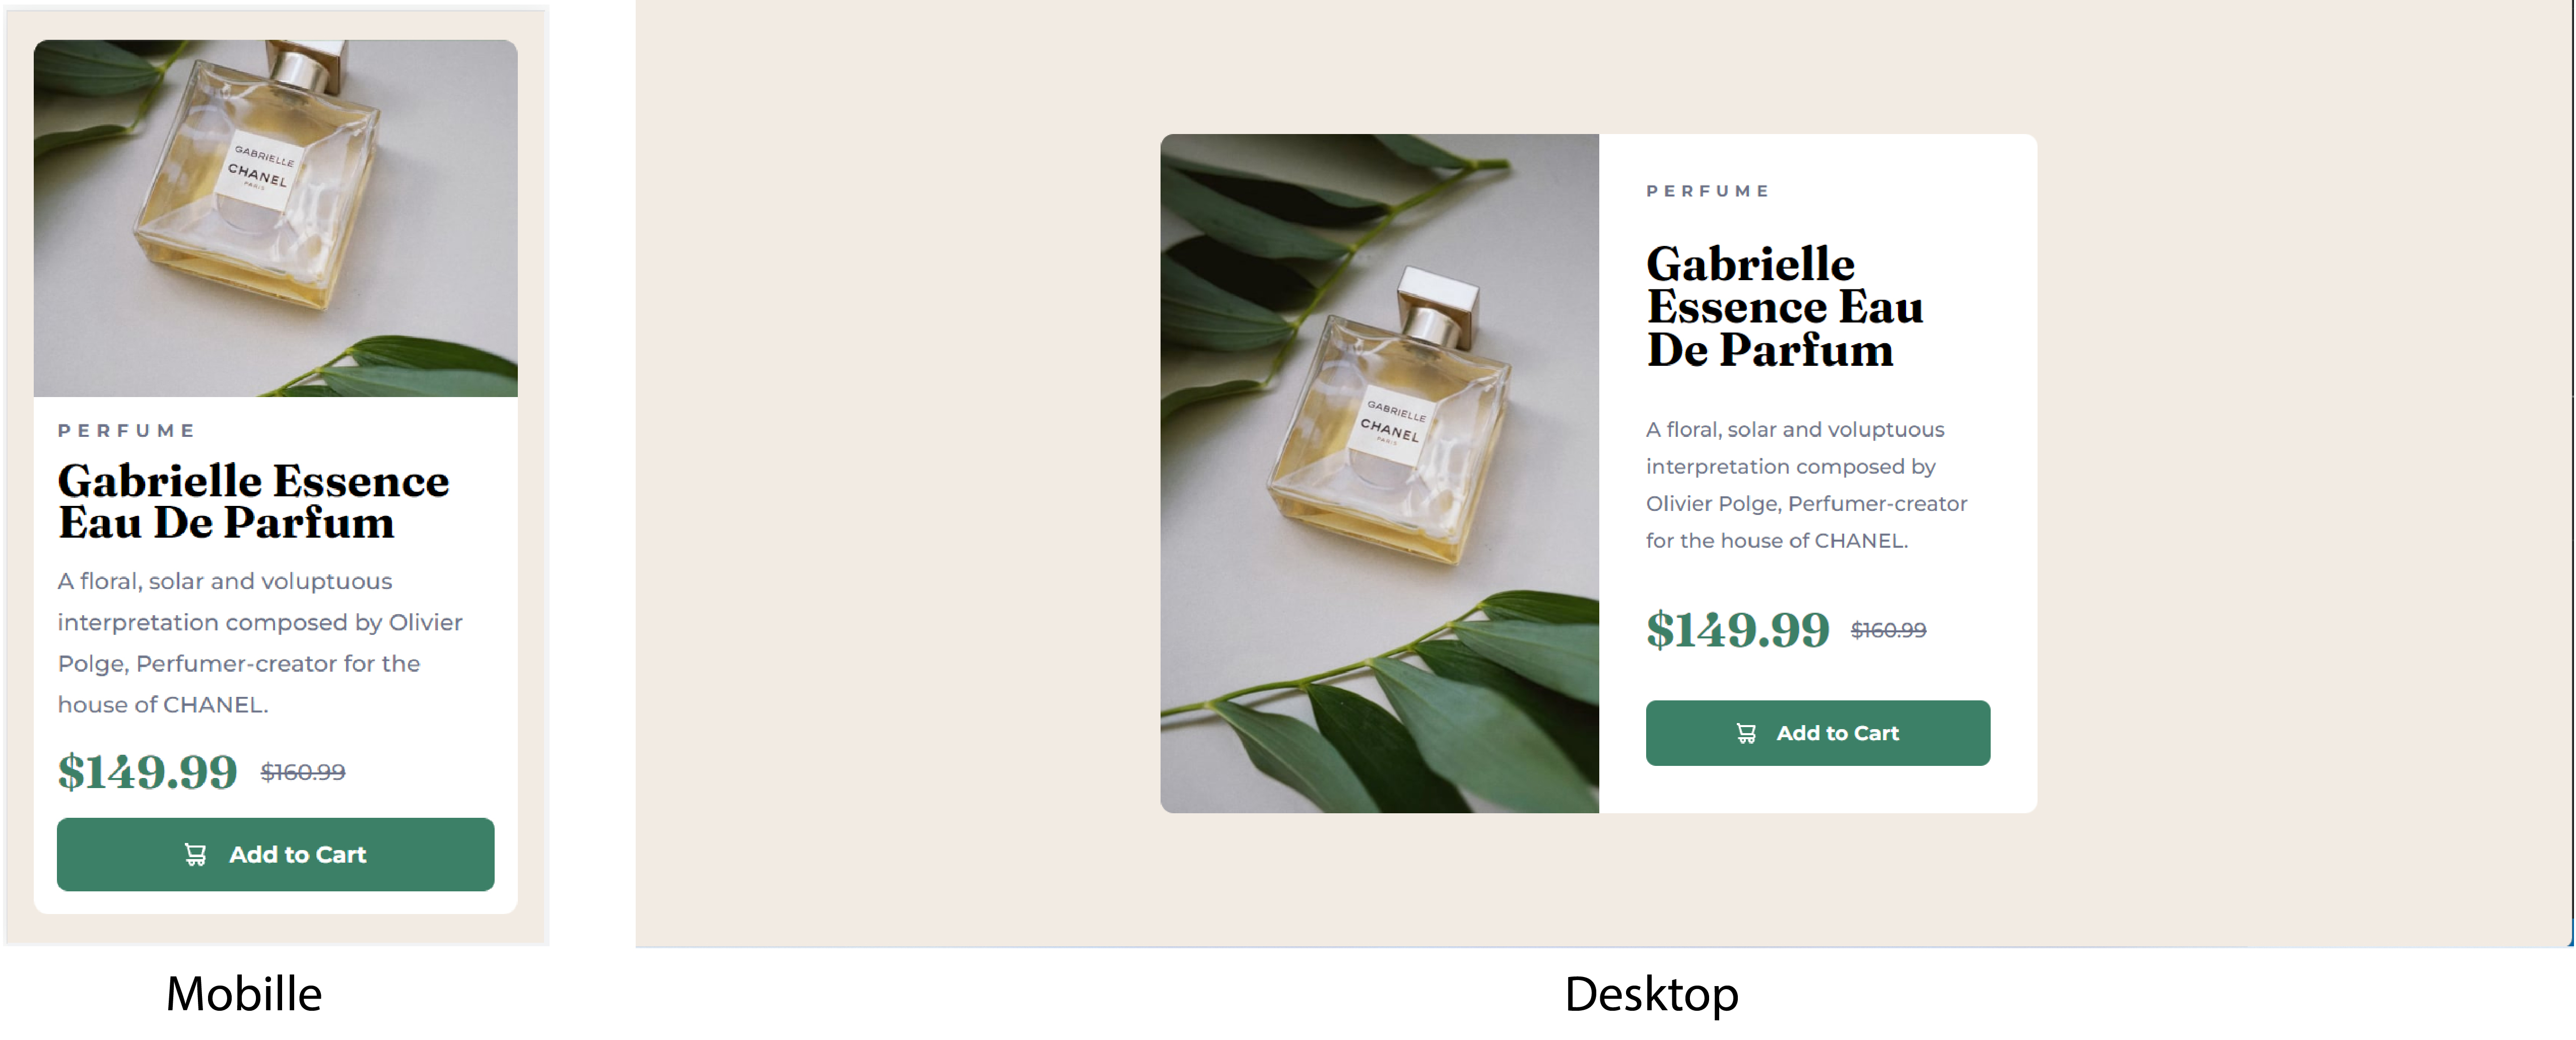 GABRIELLE
CHANEL
PARIS
PERFUME
Gabrielle Essence
Eau De Parfum
A floral, solar and voluptuous
interpretation composed by Olivier
Polge, Perfumer-creator for the
house of CHANEL.
$149.99 $160.99
Add to Cart
Mobille
GABRIELLE
CHANEL
PARIS
PERFUME
Gabrielle
Essence Eau
De Parfum
A floral, solar and voluptuous
interpretation composed by
Olivier Polge, Perfumer-creator
for the house of CHANEL.
$149.99 $160.99
Add to Cart
Desktop